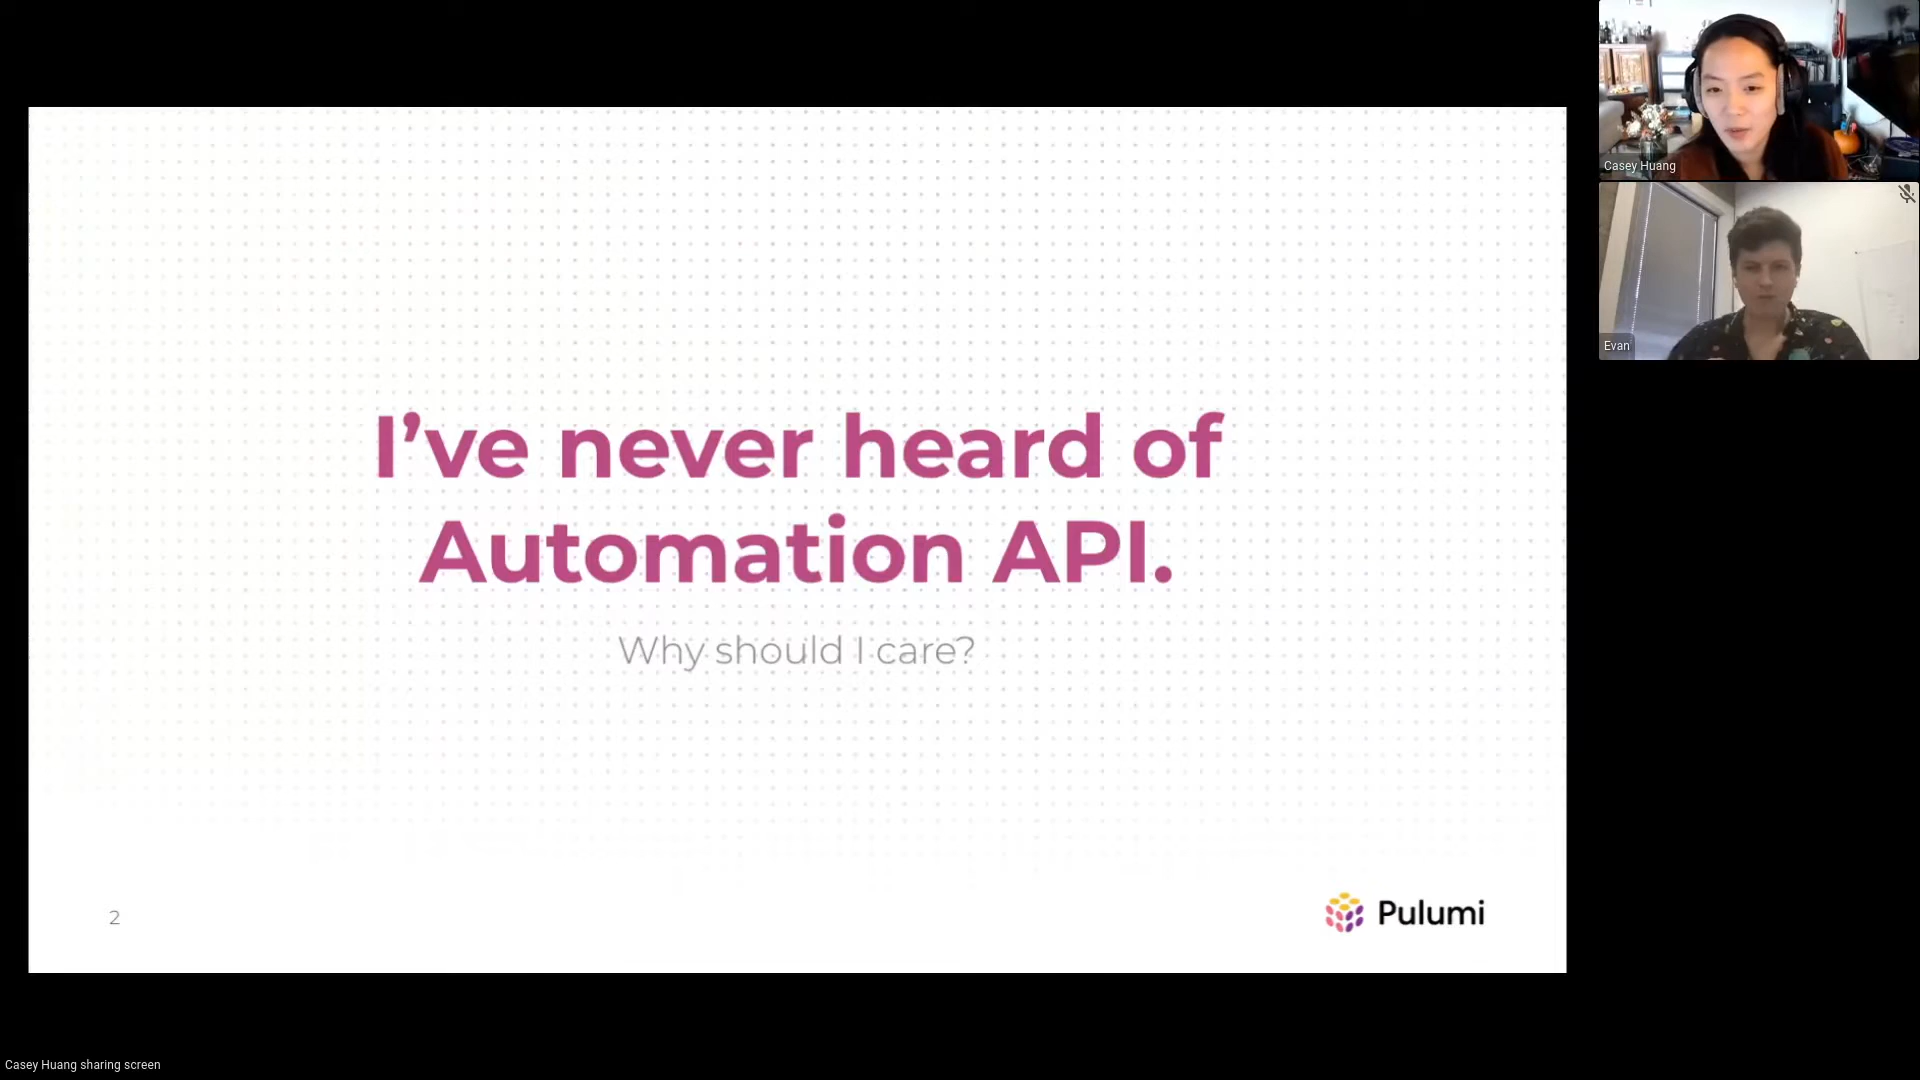 Casey Huang
Evan
I’ve never heard of
Automation API.
Why should I care?
2
Pulumi
Casey Huang sharing screen